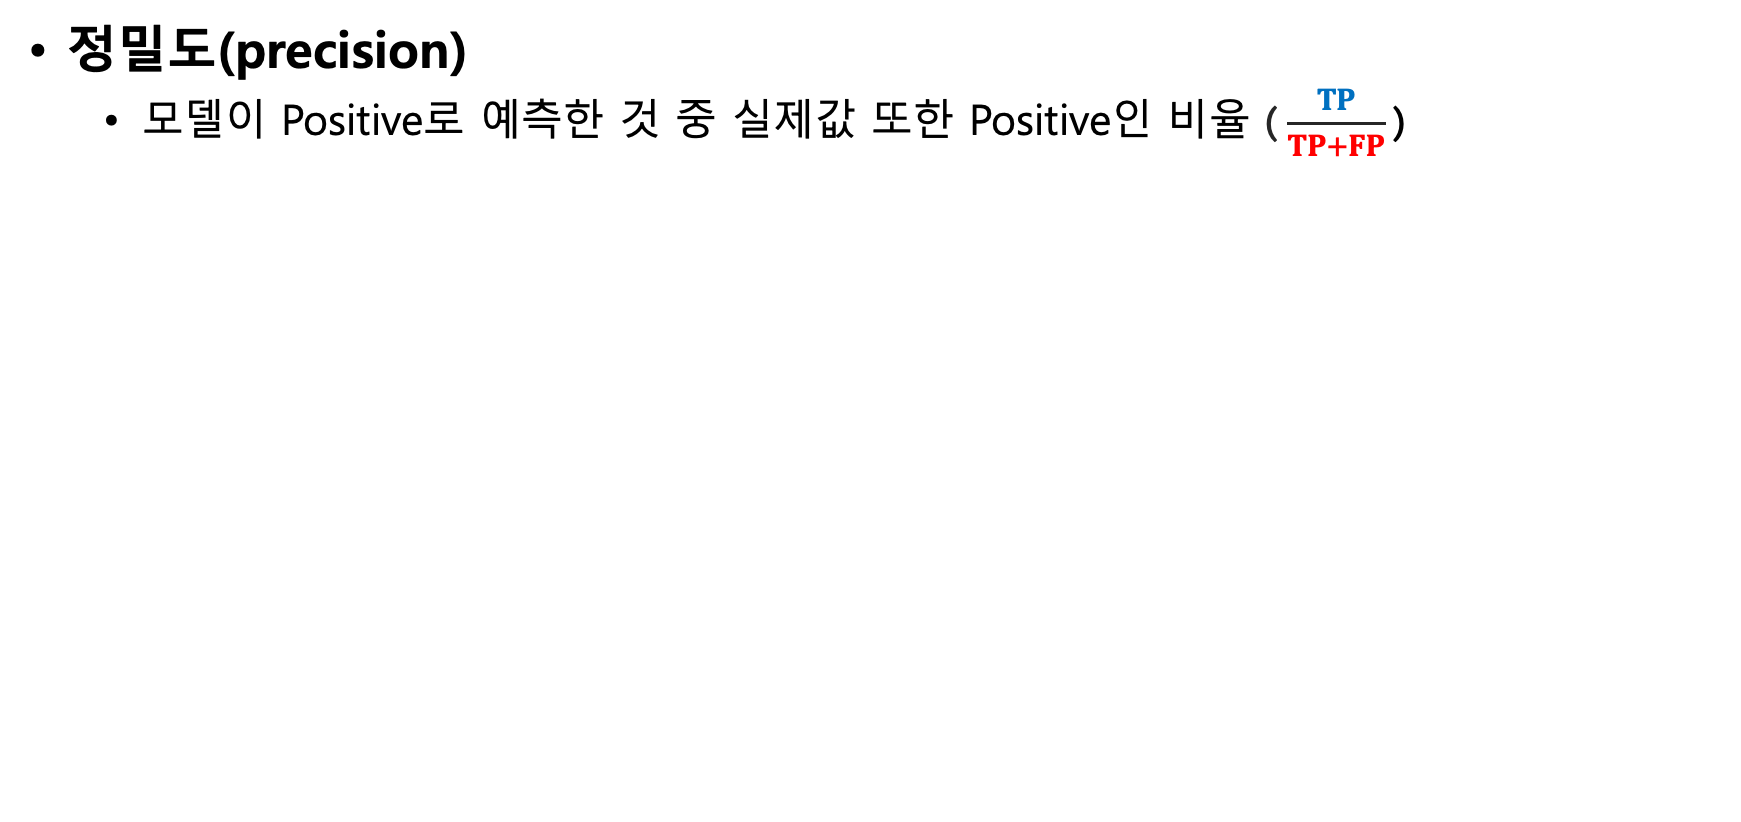 • 정밀도(precision)
• 모델이 Positive로 예측한 것 중 실제값 또한 Positive인 비율 (TP/TP+FP)